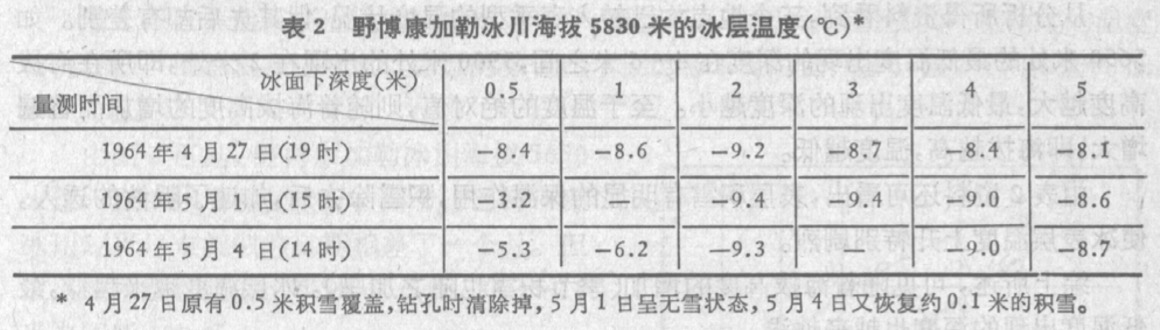 表 2 野博康加勒冰川海拔 5830 米的冰层温度(℃)*
冰面下深度(米)
量测时间
0.5 1 2 3 4 5
1964 年 4 月 27 日(19 时) -8.4 -8.6 -9.2 -8.7 -8.4 -8.1
1964 年 5 月 1 日(15 时) -3.2 — -9.4 -9.4 -9.0 -8.6
1964 年 5 月 4 日(14 时) -5.3 -6.2 -9.3 — -9.0 -8.7
* 4 月 27 日原有 0.5 米积雪覆盖,钻孔时清除掉,5 月 1 日呈无雪状态,5 月 4 日又恢复约 0.1 米的积雪。